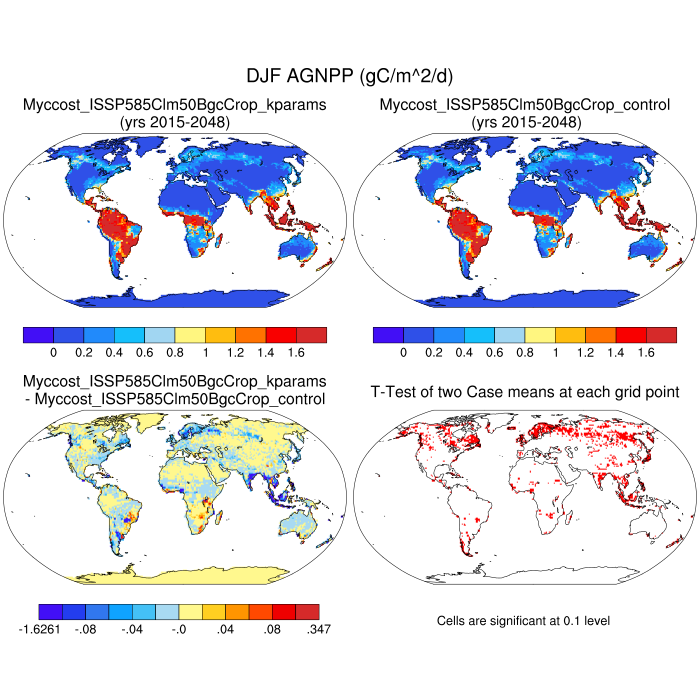 DJF AGNPP (gC/m^2/d)
Myccost_ISSP585Clm50BgcCrop_kparams
(yrs 2015-2048)
Myccost_ISSP585Clm50BgcCrop_control
(yrs 2015-2048)
0 0.2 0.4 0.6 0.8 1 1.2 1.4 1.6
0 0.2 0.4 0.6 0.8 1 1.2 1.4 1.6
Myccost_ISSP585Clm50BgcCrop_kparams
- Myccost_ISSP585Clm50BgcCrop_control
T-Test of two Case means at each grid point
-1.6261 -.08 -.04 -.0 .04 .08 .347
Cells are significant at 0.1 level